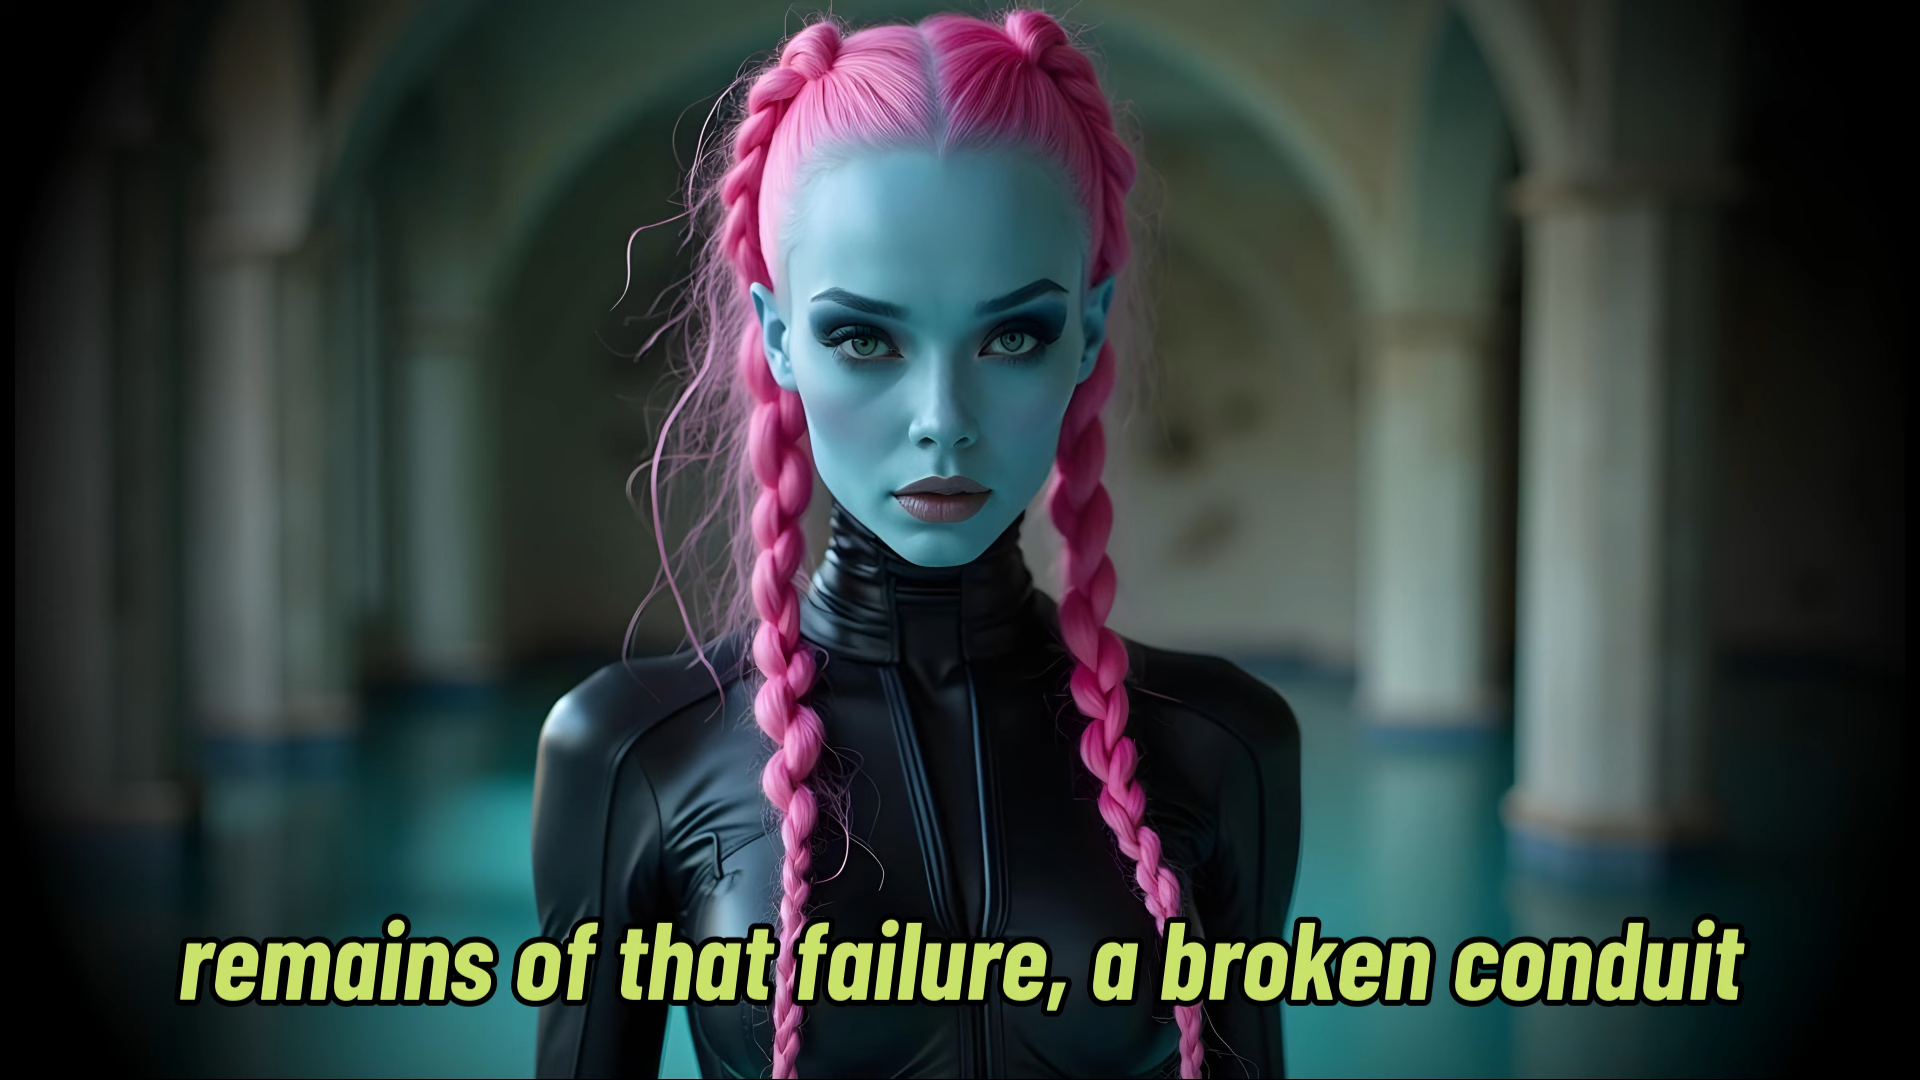 remains of that failure, a broken conduit